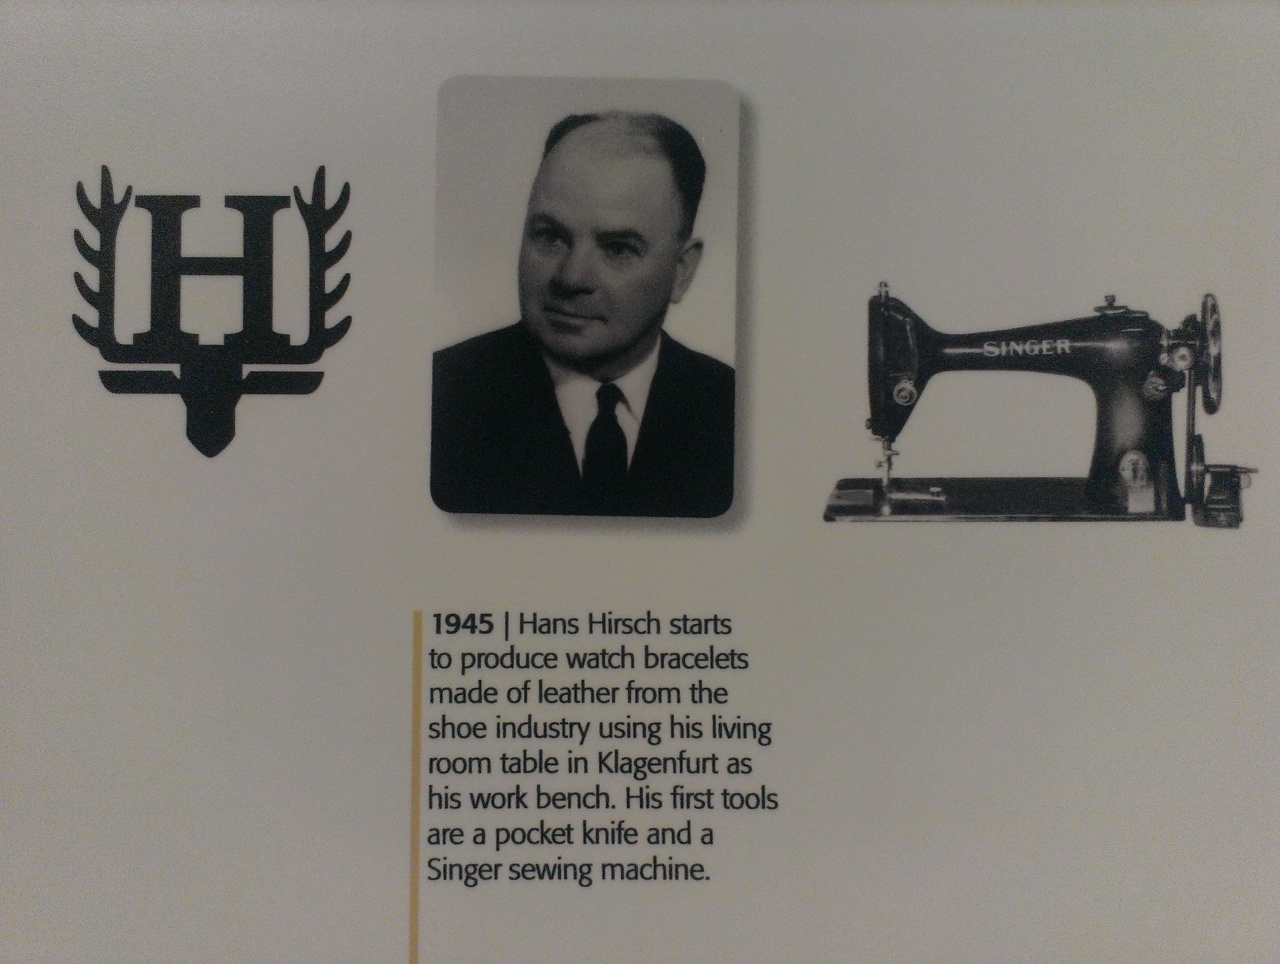 H
SINGER
1945 | Hans Hirsch starts
to produce watch bracelets
made of leather from the
shoe industry using his living
room table in Klagenfurt as
his work bench. His first tools
are a pocket knife and a
Singer sewing machine.